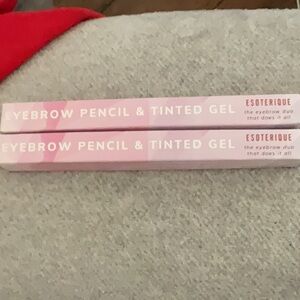 EYEBROW PENCIL & TINTED GEL
ESOTERIQUE
the eyebrow duo
that does it all
EYEBROW PENCIL & TINTED GEL
ESOTERIQUE
the eyebrow duo
that does it all